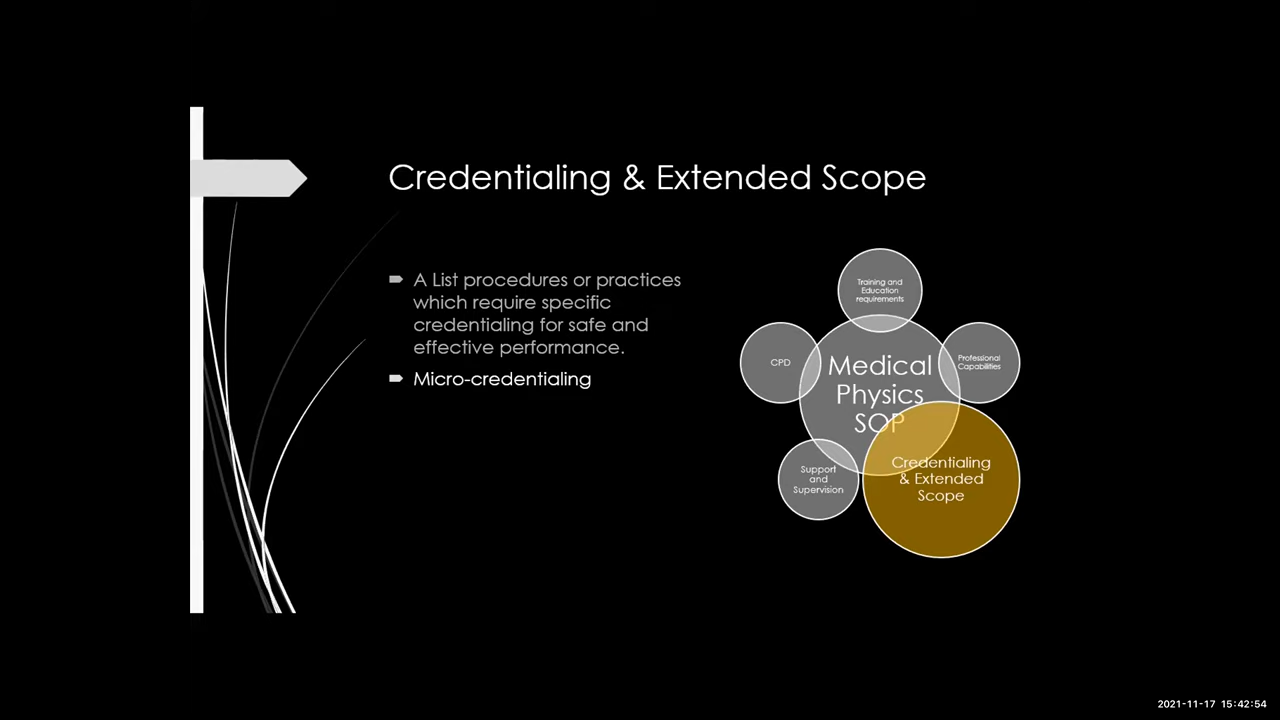 Credentialing & Extended Scope
A List procedures or practices
which require specific
credentialing for safe and
effective performance.
Micro-credentialing
Training and
Education
requirements
CPD
Medical
Physics
SOP
Professional
Capabilities
Support
and
Supervision
Credentialing
& Extended
Scope
2021-11-17 15:42:54